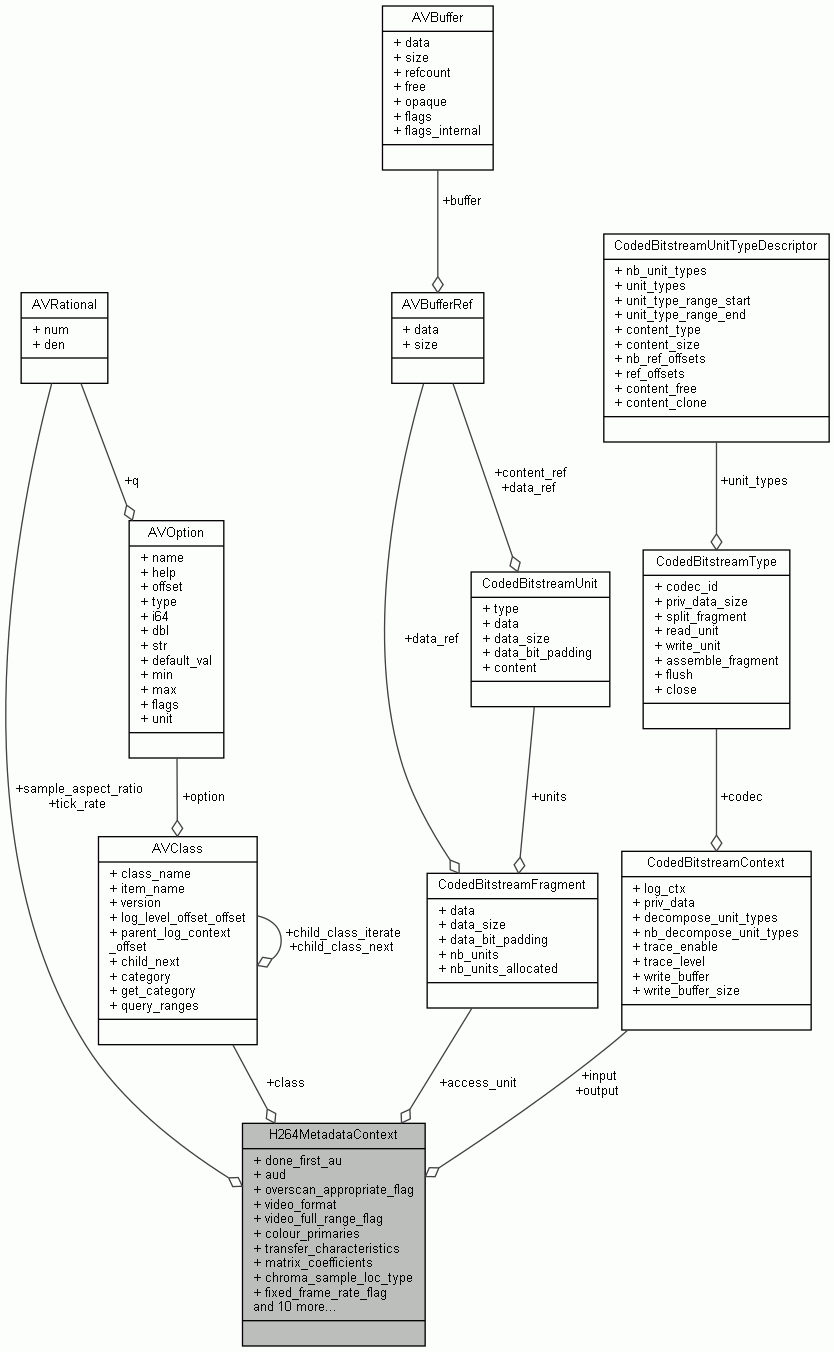 AVBuffer
+ data
+ size
+ refcount
+ free
+ opaque
+ flags
+ flags_internal
+buffer
CodedBitstreamUnitTypeDescriptor
+ nb_unit_types
+ unit_types
+ unit_type_range_start
+ unit_type_range_end
+ content_type
+ content_size
+ nb_ref_offsets
+ ref_offsets
+ content_free
+ content_clone
AVRational
+ num
+ den
AVBufferRef
+ data
+ size
+q
+content_ref
+data_ref
+unit_types
AVOption
+ name
+ help
+ offset
+ type
+ i64
+ dbl
+ str
+ default_val
+ min
+ max
+ flags
+ unit
+data_ref
CodedBitstreamUnit
+ type
+ data
+ data_size
+ data_bit_padding
+ content
CodedBitstreamType
+ codec_id
+ priv_data_size
+ split_fragment
+ read_unit
+ write_unit
+ assemble_fragment
+ flush
+ close
+sample_aspect_ratio
+tick_rate
+option
+units
+codec
AVClass
+ class_name
+ item_name
+ version
+ log_level_offset_offset
+ parent_log_context
_offset
+ child_next
+ category
+ get_category
+ query_ranges
+child_class_iterate
+child_class_next
CodedBitstreamFragment
+ data
+ data_size
+ data_bit_padding
+ nb_units
+ nb_units_allocated
CodedBitstreamContext
+ log_ctx
+ priv_data
+ decompose_unit_types
+ nb_decompose_unit_types
+ trace_enable
+ trace_level
+ write_buffer
+ write_buffer_size
+class
+access_unit
+input
+output
H264MetadataContext
+ done_first_au
+ aud
+ overscan_appropriate_flag
+ video_format
+ video_full_range_flag
+ colour_primaries
+ transfer_characteristics
+ matrix_coefficients
+ chroma_sample_loc_type
+ fixed_frame_rate_flag
and 10 more...